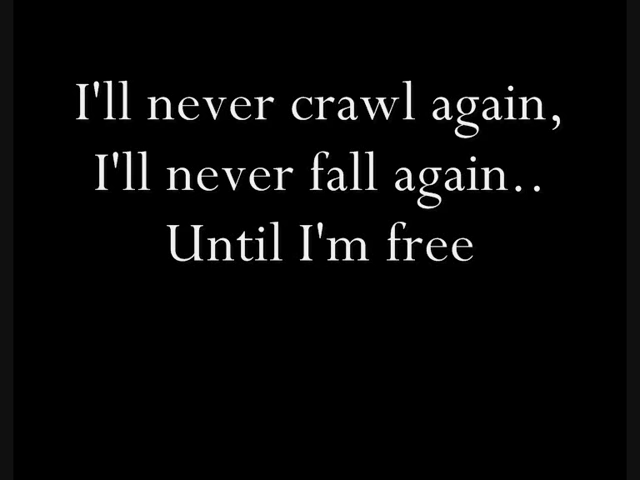 I'll never crawl again,
I'll never fall again..
Until I'm free